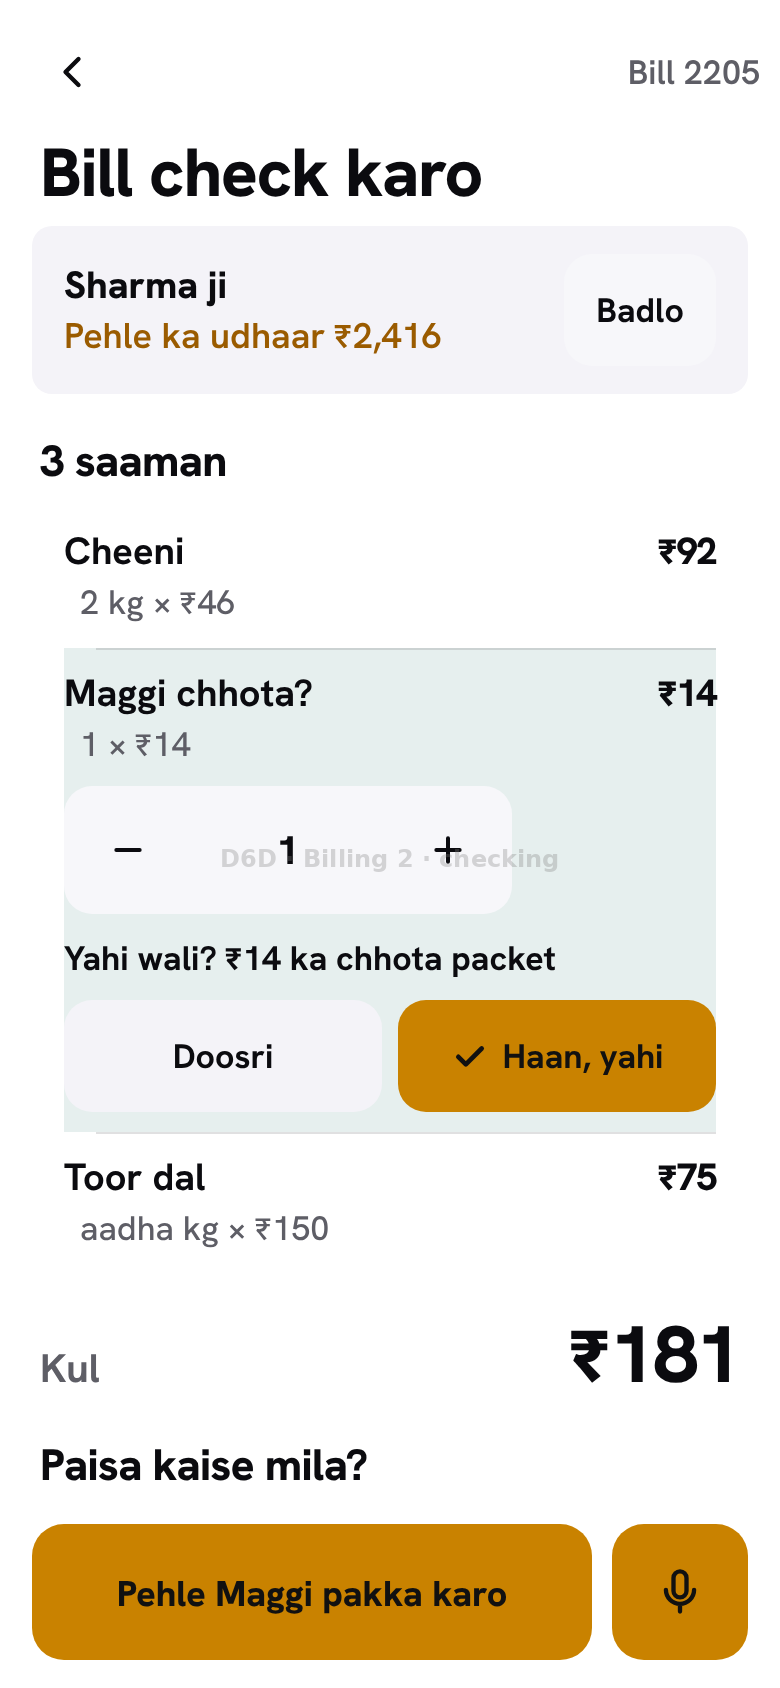 Bill 2205
Bill check karo
Sharma ji
Pehle ka udhaar ₹2,416
Badlo
3 saaman
Cheeni ₹92
2 kg × ₹46
Maggi chhota? ₹14
1 × ₹14
− 1 +
D6D · Billing 2 · checking
Yahi wali? ₹14 ka chhota packet
Doosri
Haan, yahi
Toor dal ₹75
aadha kg × ₹150
Kul ₹181
Paisa kaise mila?
Pehle Maggi pakka karo